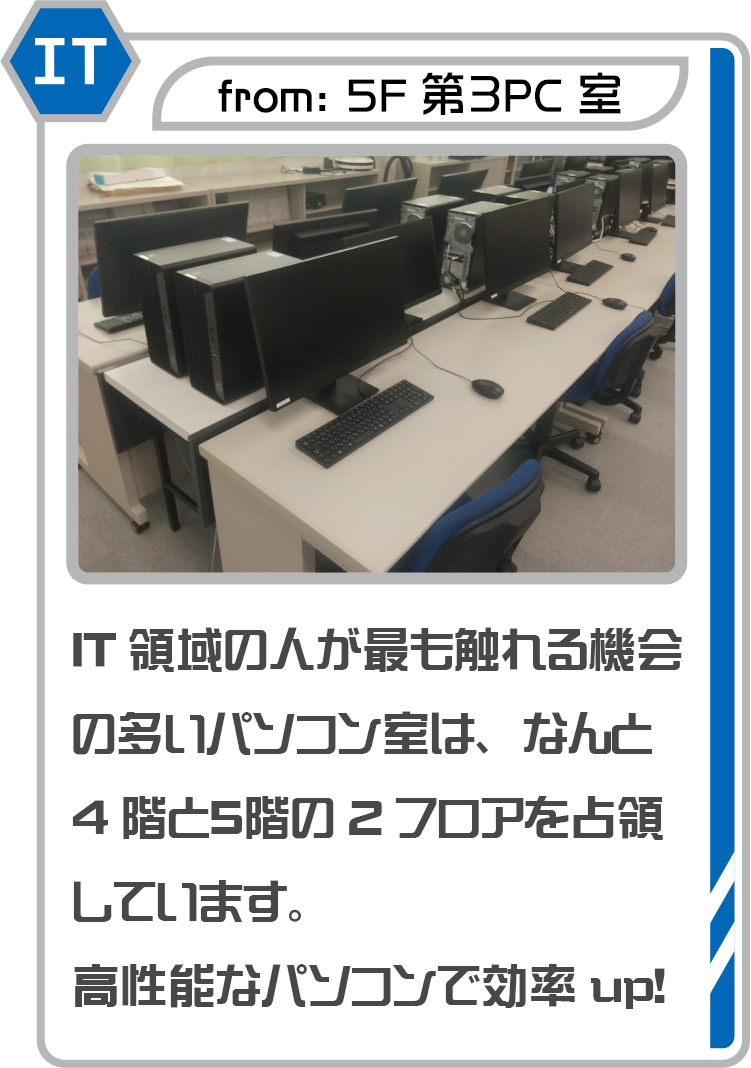 IT
from: 5F 第3PC 室
IT 領域の人が最も触れる機会
の多いパソコン室は、なんと
4 階と5階の 2 フロアを占領
しています。
高性能なパソコンで効率 up!